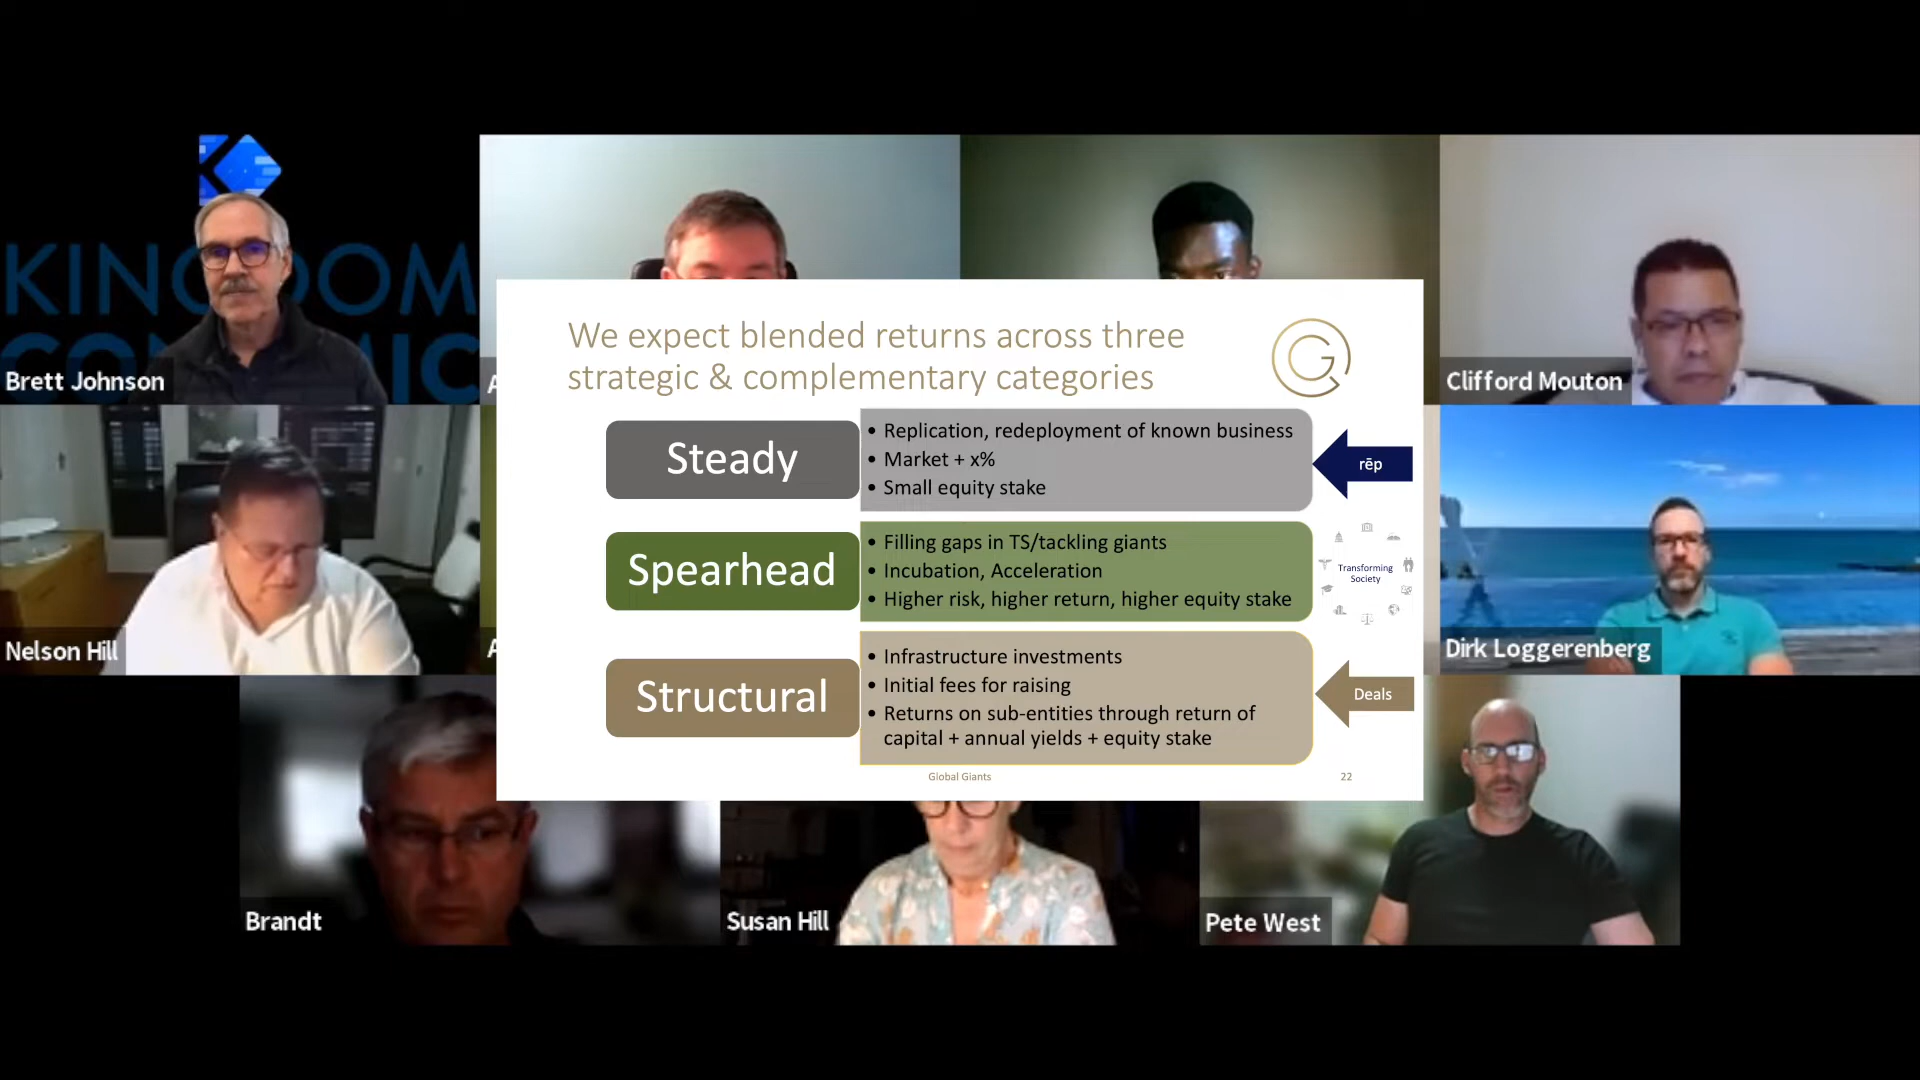 KINGDOM
Brett Johnson
Clifford Mouton
We expect blended returns across three
strategic & complementary categories
Steady
• Replication, redeployment of known business
• Market + x%
• Small equity stake
rēp
Spearhead
• Filling gaps in TS/tackling giants
• Incubation, Acceleration
• Higher risk, higher return, higher equity stake
Transforming
Society
Structural
• Infrastructure investments
• Initial fees for raising
• Returns on sub-entities through return of
capital + annual yields + equity stake
Deals
Global Giants
22
Nelson Hill
Dirk Loggerenberg
Brandt
Susan Hill
Pete West